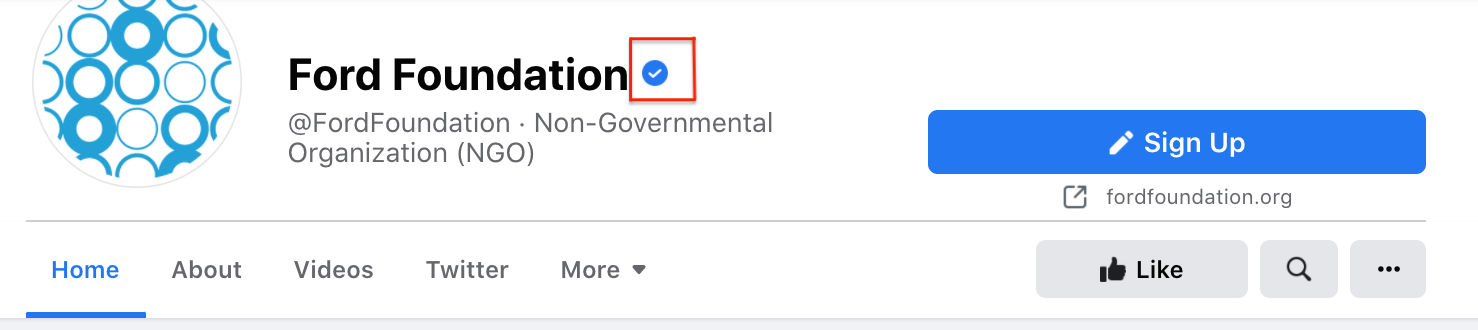 Ford Foundation
@FordFoundation · Non-Governmental
Organization (NGO)
Sign Up
fordfoundation.org
Home About Videos Twitter More
Like